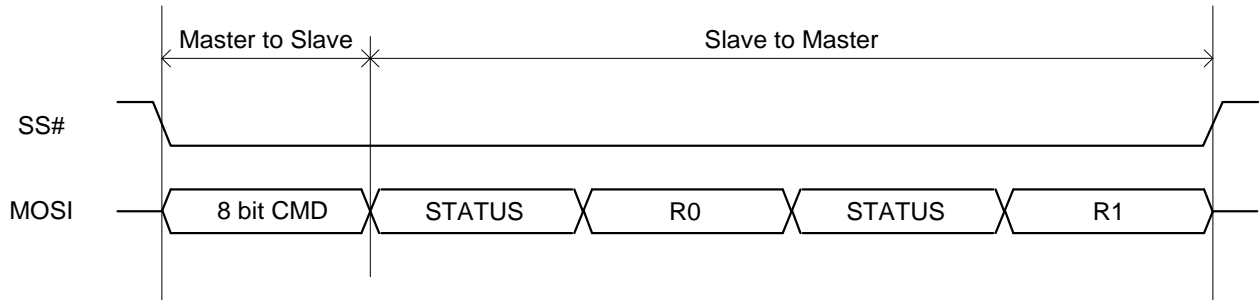 Master to Slave Slave to Master
SS#
MOSI 8 bit CMD STATUS R0 STATUS R1